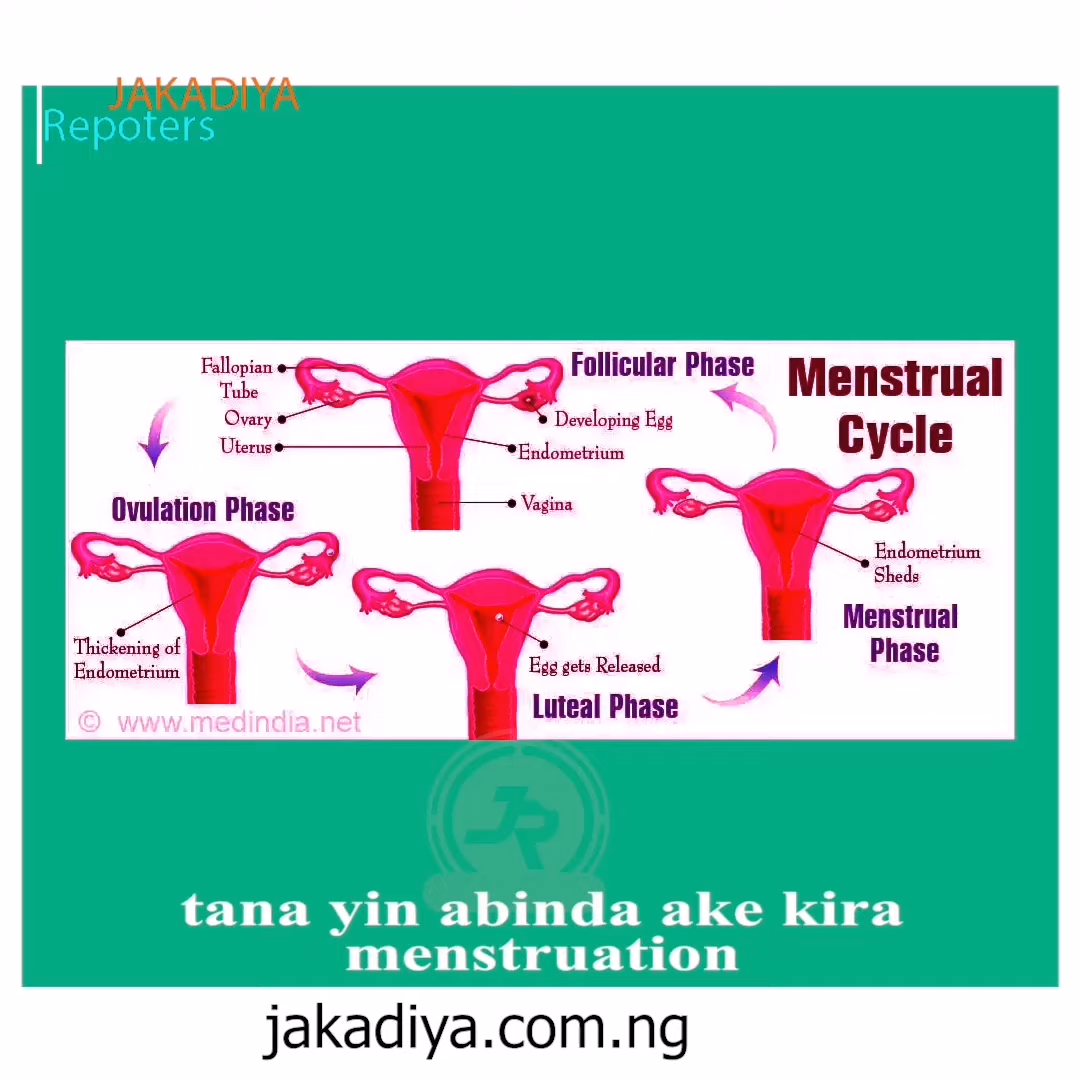 JAKADIYA
Repoters
Menstrual
Cycle
Follicular Phase
Fallopian
Tube
Ovary
Uterus
Developing Egg
Endometrium
Vagina
Ovulation Phase
Thickening of
Endometrium
Egg gets Released
Luteal Phase
Endometrium
Sheds
Menstrual
Phase
© www.medindia.net
JR
tana yin abinda ake kira
menstruation
jakadiya.com.ng